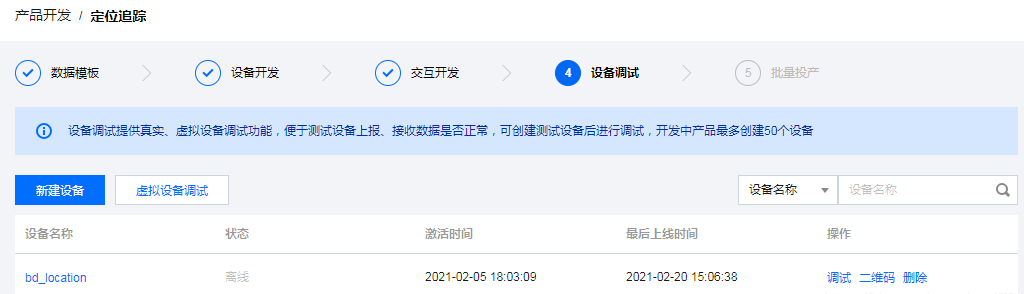 产品开发 / 定位追踪
数据模板 设备开发 交互开发 4 设备调试 5 批量投产
设备调试提供真实、虚拟设备调试功能，便于测试设备上报、接收数据是否正常，可创建测试设备后进行调试，开发中产品最多创建50个设备
新建设备 虚拟设备调试 设备名称 设备名称
设备名称 状态 激活时间 最后上线时间 操作
bd_location 离线 2021-02-05 18:03:09 2021-02-20 15:06:38 调试 二维码 删除